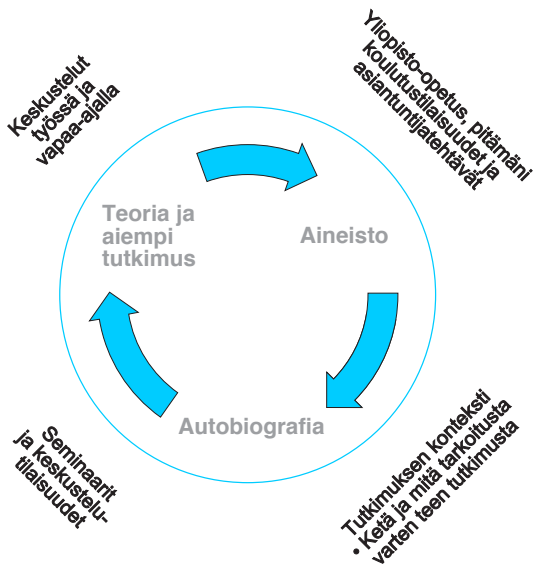 Keskustelut
työssä ja
vapaa-ajalla
Yliopisto-opetus, pitämäni
koulutustilaisuudet ja
asiantuntijatehtävät
Teoria ja
aiempi
tutkimus
Aineisto
Autobiografia
Seminaarit
ja keskustelu-
tilaisuudet
Tutkimuksen konteksti
• Ketä ja mitä tarkoitusta
varten teen tutkimusta